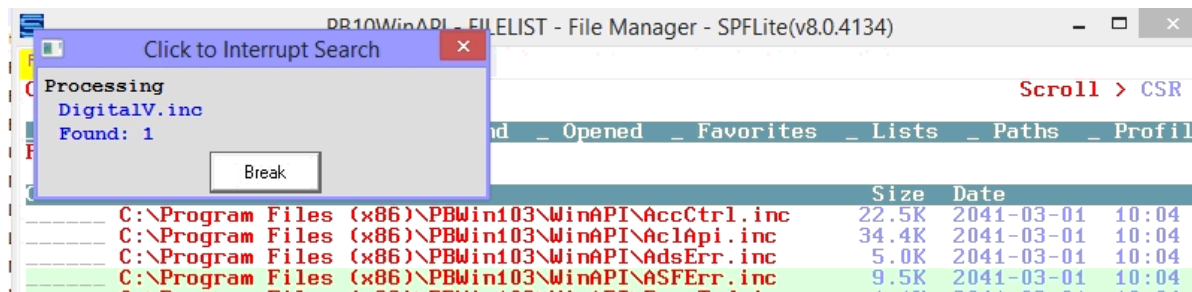 PB10WinAPI - FILELIST - File Manager - SPFLite(v8.0.4134)
Click to Interrupt Search
Processing
DigitalV.inc
Found: 1
Break
Scroll > CSR
_ Opened _ Favorites _ Lists _ Paths _ Profil
Size Date
______ C:\Program Files (x86)\PBWin103\WinAPI\AccCtrl.inc 22.5K 2041-03-01 10:04
______ C:\Program Files (x86)\PBWin103\WinAPI\AclApi.inc 34.4K 2041-03-01 10:04
______ C:\Program Files (x86)\PBWin103\WinAPI\AdsErr.inc 5.0K 2041-03-01 10:04
______ C:\Program Files (x86)\PBWin103\WinAPI\ASFErr.inc 9.5K 2041-03-01 10:04